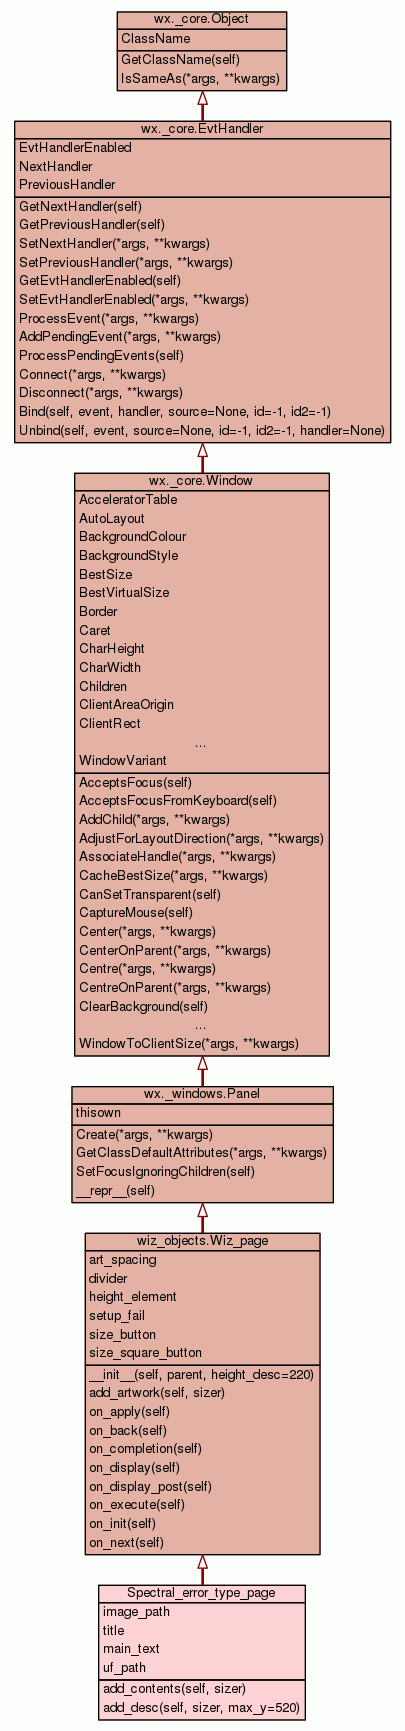 wx._core.Object
ClassName
GetClassName(self)
IsSameAs(*args, **kwargs)
wx._core.EvtHandler
EvtHandlerEnabled
NextHandler
PreviousHandler
GetNextHandler(self)
GetPreviousHandler(self)
SetNextHandler(*args, **kwargs)
SetPreviousHandler(*args, **kwargs)
GetEvtHandlerEnabled(self)
SetEvtHandlerEnabled(*args, **kwargs)
ProcessEvent(*args, **kwargs)
AddPendingEvent(*args, **kwargs)
ProcessPendingEvents(self)
Connect(*args, **kwargs)
Disconnect(*args, **kwargs)
Bind(self, event, handler, source=None, id=-1, id2=-1)
Unbind(self, event, source=None, id=-1, id2=-1, handler=None)
wx._core.Window
AcceleratorTable
AutoLayout
BackgroundColour
BackgroundStyle
BestSize
BestVirtualSize
Border
Caret
CharHeight
CharWidth
Children
ClientAreaOrigin
ClientRect
...
WindowVariant
AcceptsFocus(self)
AcceptsFocusFromKeyboard(self)
AddChild(*args, **kwargs)
AdjustForLayoutDirection(*args, **kwargs)
AssociateHandle(*args, **kwargs)
CacheBestSize(*args, **kwargs)
CanSetTransparent(self)
CaptureMouse(self)
Center(*args, **kwargs)
CenterOnParent(*args, **kwargs)
Centre(*args, **kwargs)
CentreOnParent(*args, **kwargs)
ClearBackground(self)
...
WindowToClientSize(*args, **kwargs)
wx._windows.Panel
thisown
Create(*args, **kwargs)
GetClassDefaultAttributes(*args, **kwargs)
SetFocusIgnoringChildren(self)
__repr__(self)
wiz_objects.Wiz_page
art_spacing
divider
height_element
setup_fail
size_button
size_square_button
__init__(self, parent, height_desc=220)
add_artwork(self, sizer)
on_apply(self)
on_back(self)
on_completion(self)
on_display(self)
on_display_post(self)
on_execute(self)
on_init(self)
on_next(self)
Spectral_error_type_page
image_path
title
main_text
uf_path
add_contents(self, sizer)
add_desc(self, sizer, max_y=520)